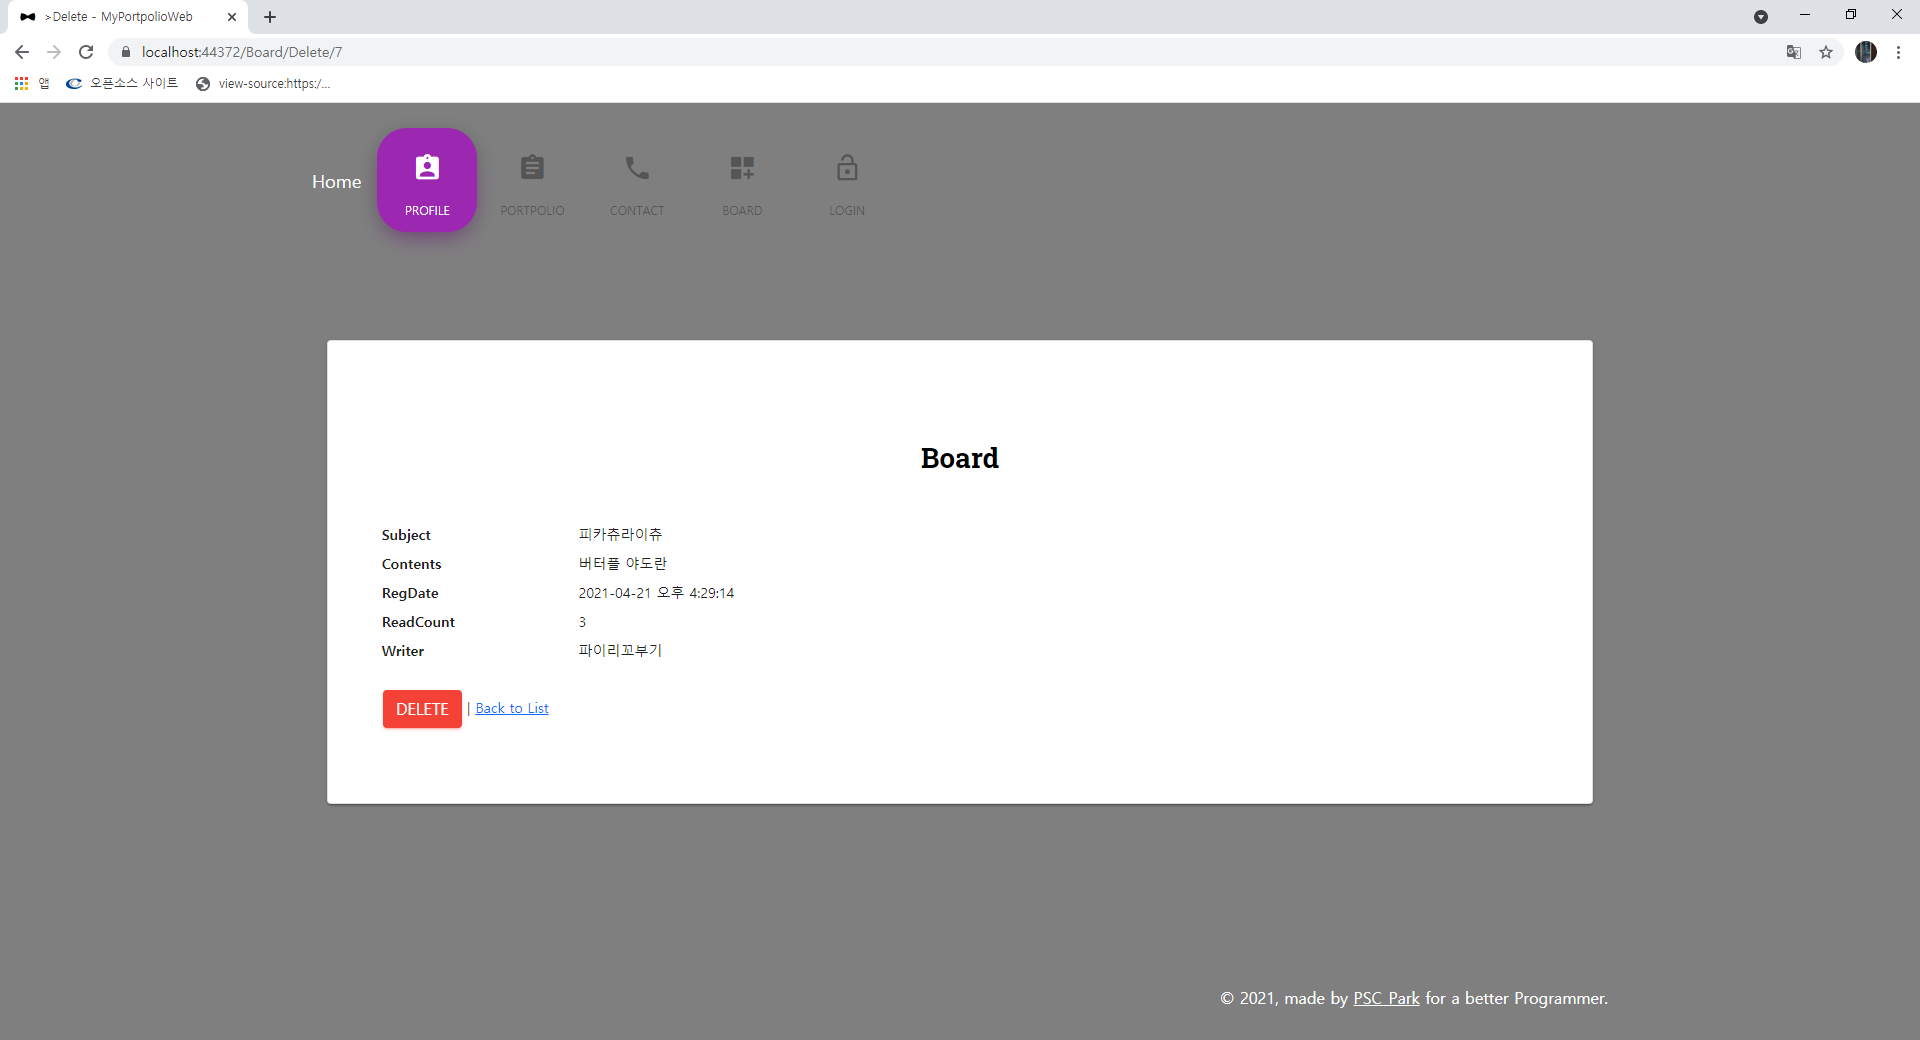 >Delete - MyPortpolioWeb
localhost:44372/Board/Delete/7
앱 오픈소스 사이트 view-source:https:/...
Home
PROFILE PORTPOLIO CONTACT BOARD LOGIN
Board
Subject 피카츄라이츄
Contents 버터플 야도란
RegDate 2021-04-21 오후 4:29:14
ReadCount 3
Writer 파이리꼬부기
DELETE | Back to List
© 2021, made by PSC_Park for a better Programmer.